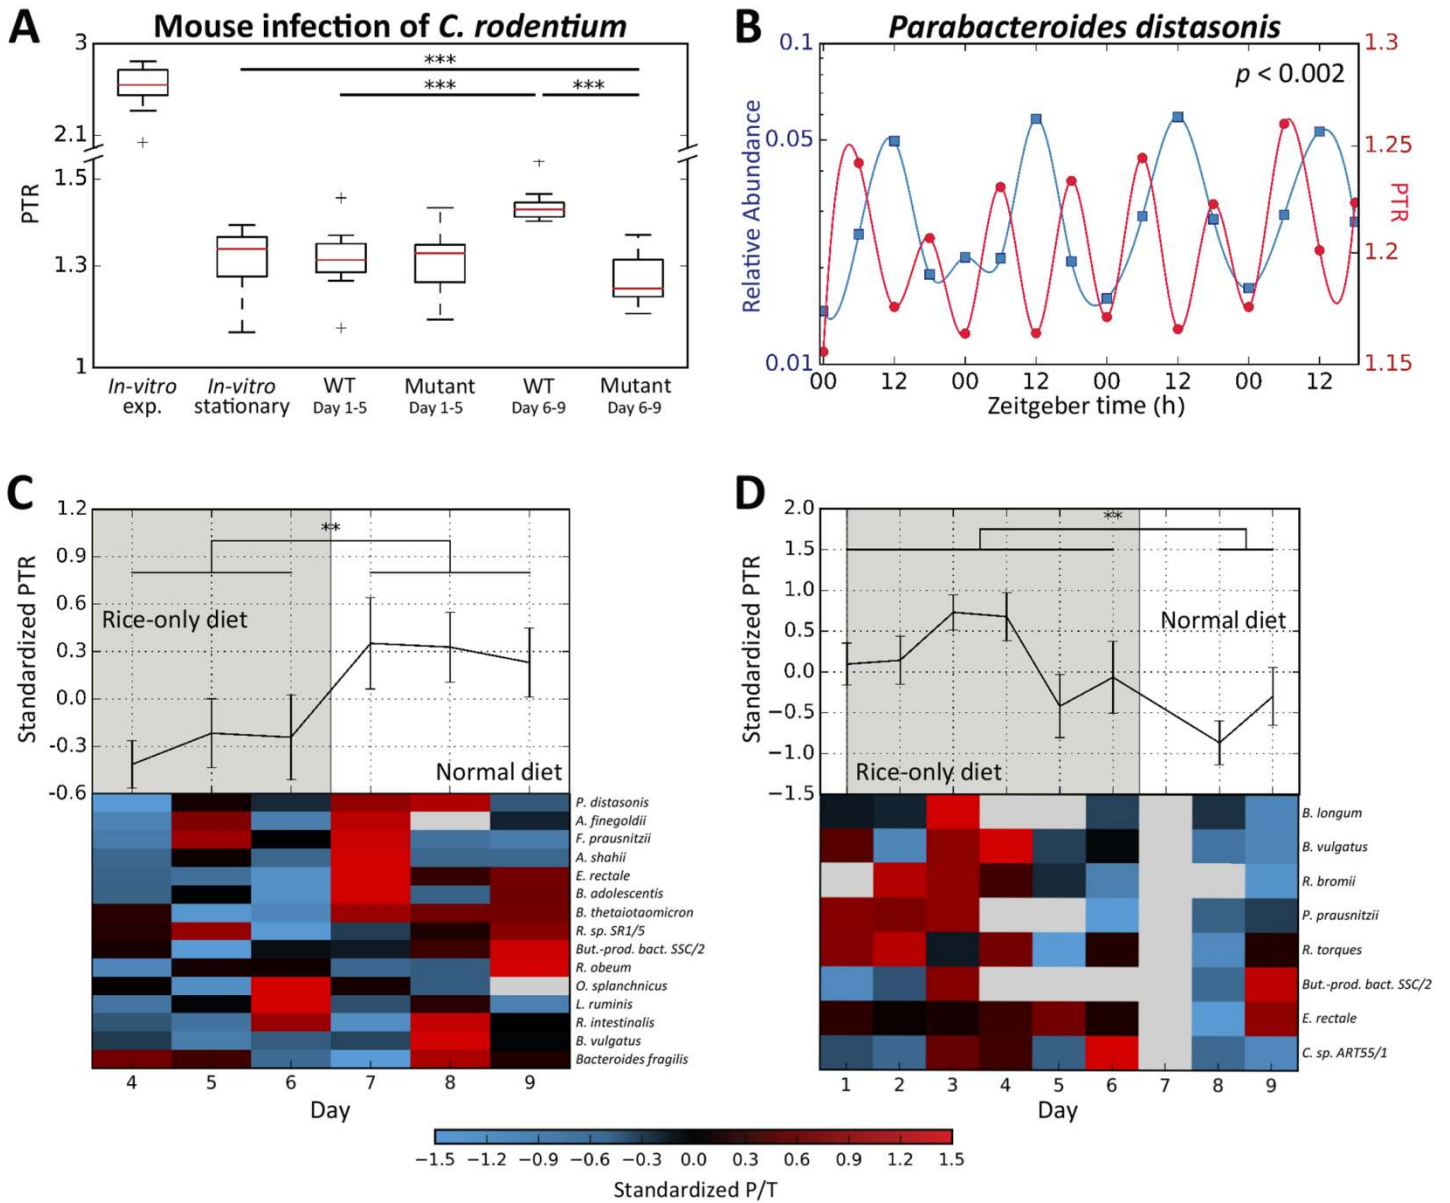 A
Mouse infection of C. rodentium
3
2.1
1.5
1.3
1
PTR
***
***
***
In-vitro exp.
In-vitro stationary
WT Day 1-5
Mutant Day 1-5
WT Day 6-9
Mutant Day 6-9
B
Parabacteroides distasonis
0.1
0.05
0.01
Relative Abundance
p < 0.002
1.3
1.25
1.2
1.15
PTR
00 12 00 12 00 12 00 12
Zeitgeber time (h)
C
1.2
0.9
0.6
0.3
0.0
-0.3
-0.6
Standardized PTR
**
Rice-only diet
Normal diet
P. distasonis
A. finegoldii
F. prausnitzii
A. shahii
E. rectale
B. adolescentis
B. thetaiotaomicron
R. sp. SR1/5
But.-prod. bact. SSC/2
R. obeum
O. splanchnicus
L. ruminis
R. intestinalis
B. vulgatus
Bacteroides fragilis
4 5 6 7 8 9
Day
D
2.0
1.5
1.0
0.5
0.0
−0.5
−1.0
−1.5
Standardized PTR
**
Normal diet
Rice-only diet
B. longum
B. vulgatus
R. bromii
P. prausnitzii
R. torques
But.-prod. bact. SSC/2
E. rectale
C. sp. ART55/1
1 2 3 4 5 6 7 8 9
Day
−1.5 −1.2 −0.9 −0.6 −0.3 0.0 0.3 0.6 0.9 1.2 1.5
Standardized P/T